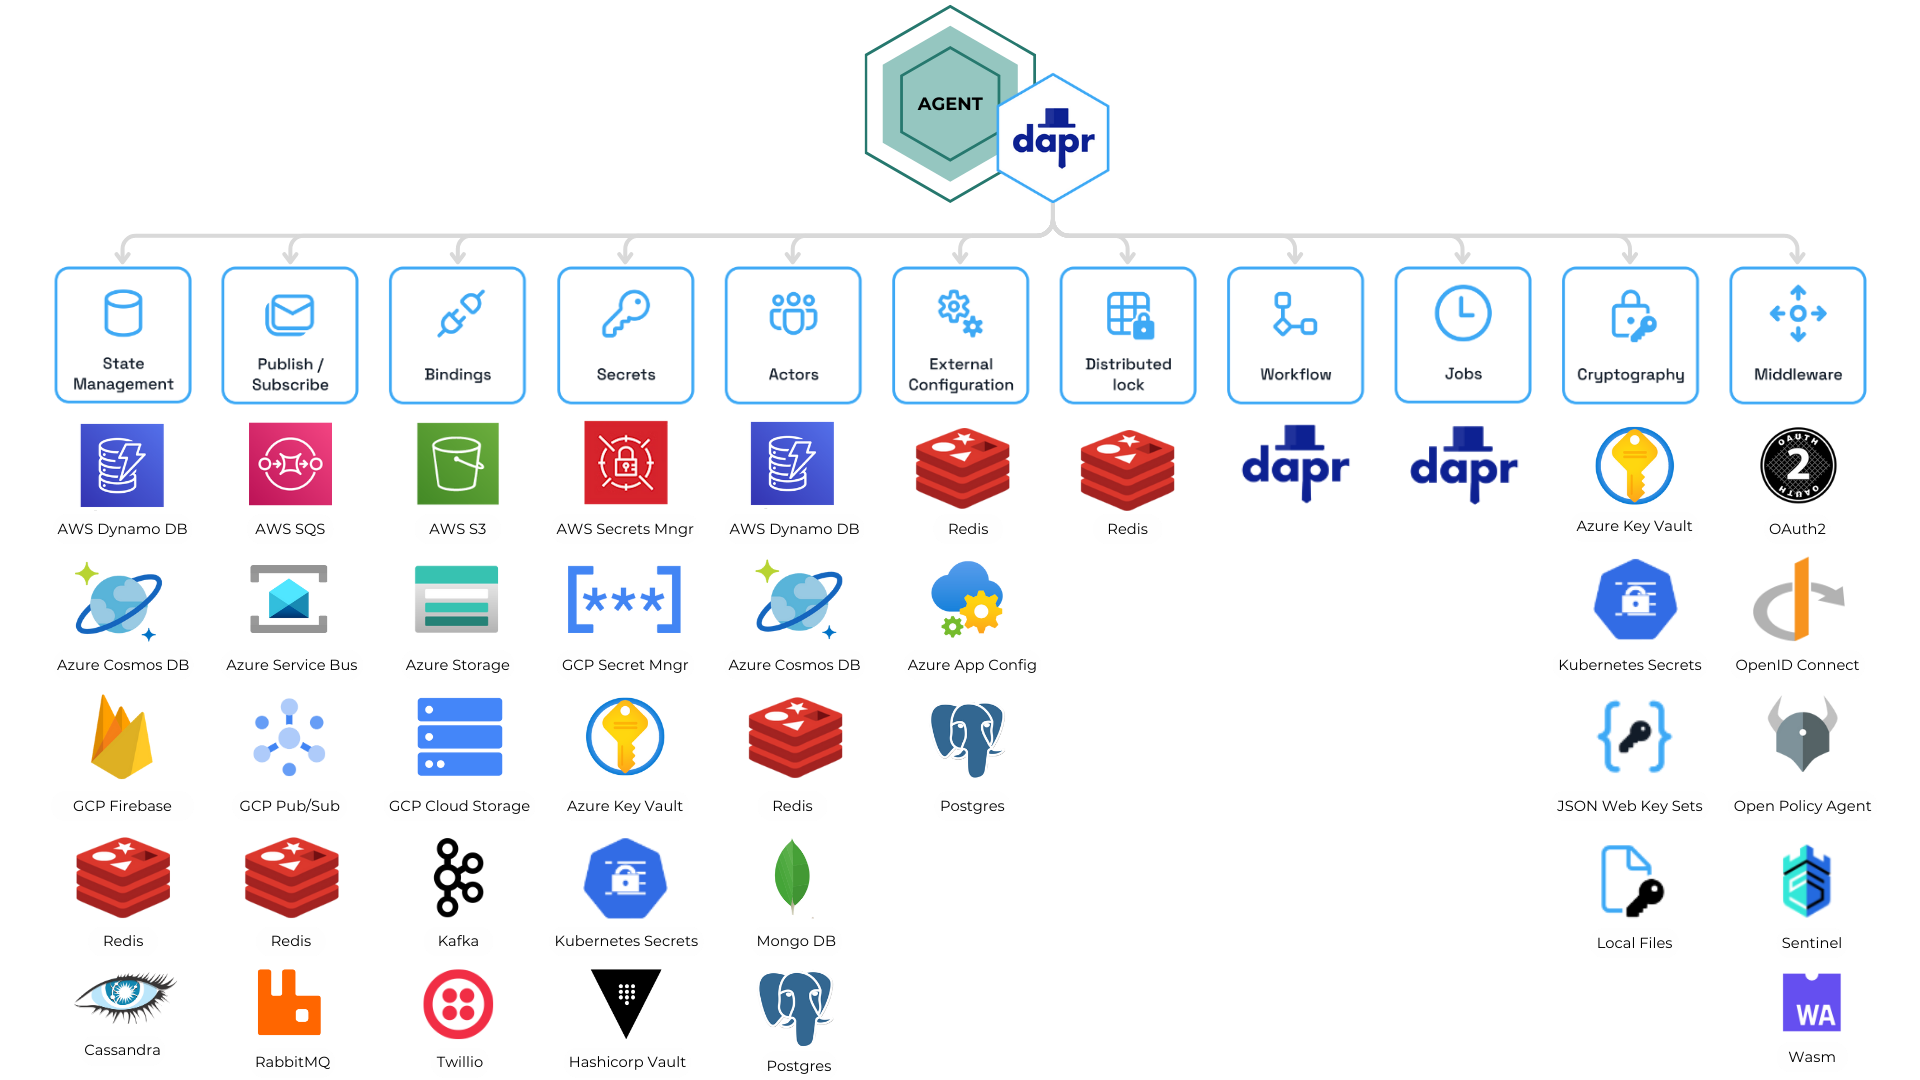 AGENT
dapr
State
Management
Publish /
Subscribe
Bindings
Secrets
Actors
External
Configuration
Distributed
lock
Workflow
Jobs
Cryptography
Middleware
AWS Dynamo DB
AWS SQS
AWS S3
AWS Secrets Mngr
AWS Dynamo DB
Redis
Redis
dapr
dapr
Azure Key Vault
OAUTH
2
OAUTH
OAuth2
Azure Cosmos DB
Azure Service Bus
Azure Storage
[***]
GCP Secret Mngr
Azure Cosmos DB
Azure App Config
Kubernetes Secrets
OpenID Connect
GCP Firebase
GCP Pub/Sub
GCP Cloud Storage
Azure Key Vault
Redis
Postgres
JSON Web Key Sets
Open Policy Agent
Redis
Redis
Kafka
Kubernetes Secrets
Mongo DB
Local Files
Sentinel
Cassandra
RabbitMQ
Twillio
Hashicorp Vault
Postgres
WA
Wasm